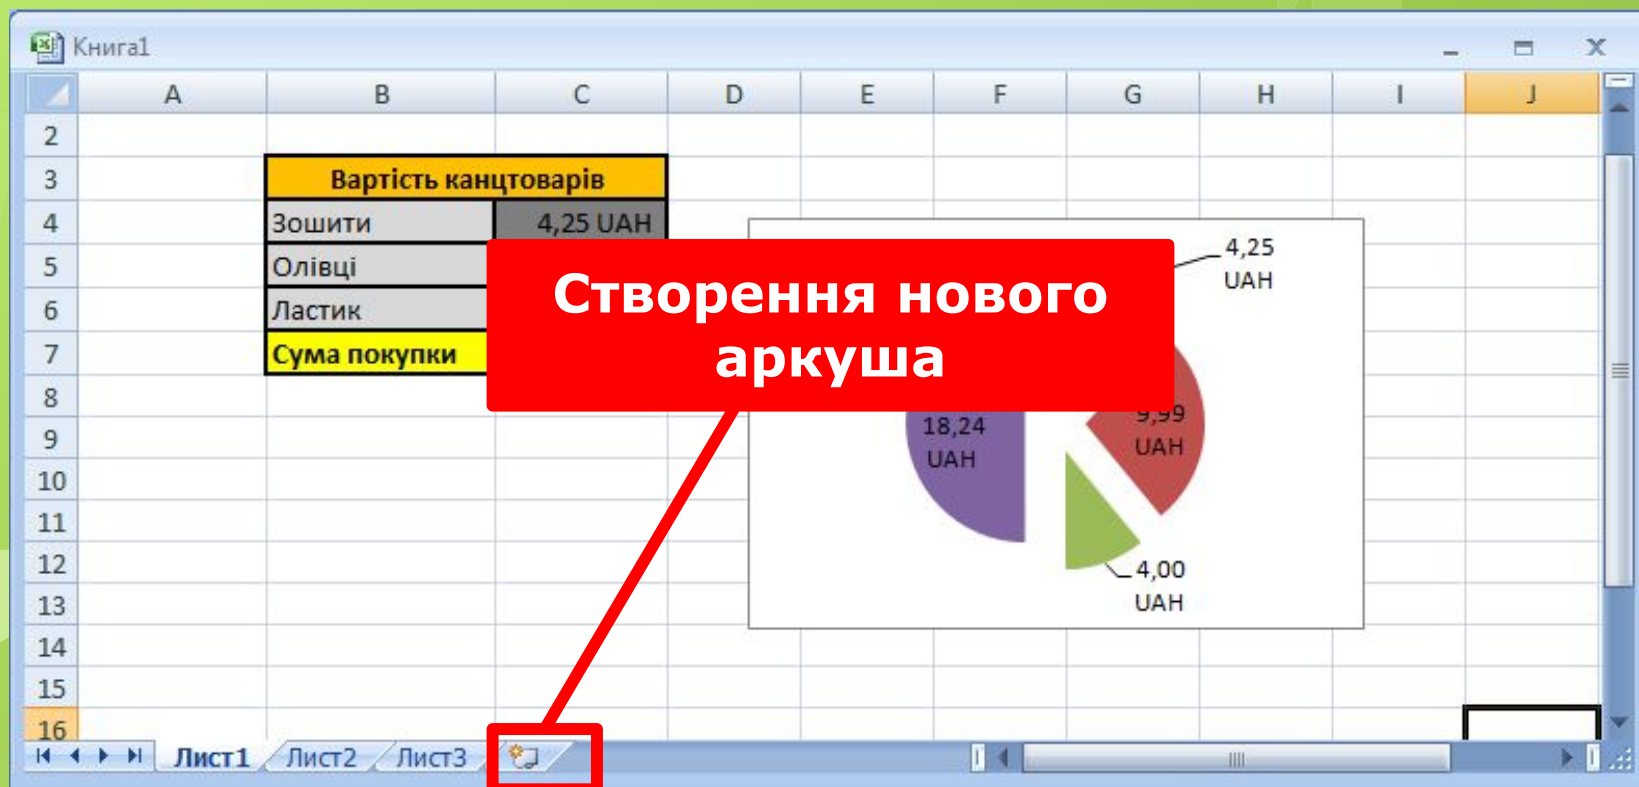 Книга1
A B C D E F G H I J
2
3 Вартість канцтоварів
4 Зошити 4,25 UAH
5 Олівці
6 Ластик
7 Сума покупки
8
9
10
11
12
13
14
15
16
Створення нового
аркуша
4,25
UAH
9,99
UAH
18,24
UAH
4,00
UAH
Лист1 Лист2 Лист3